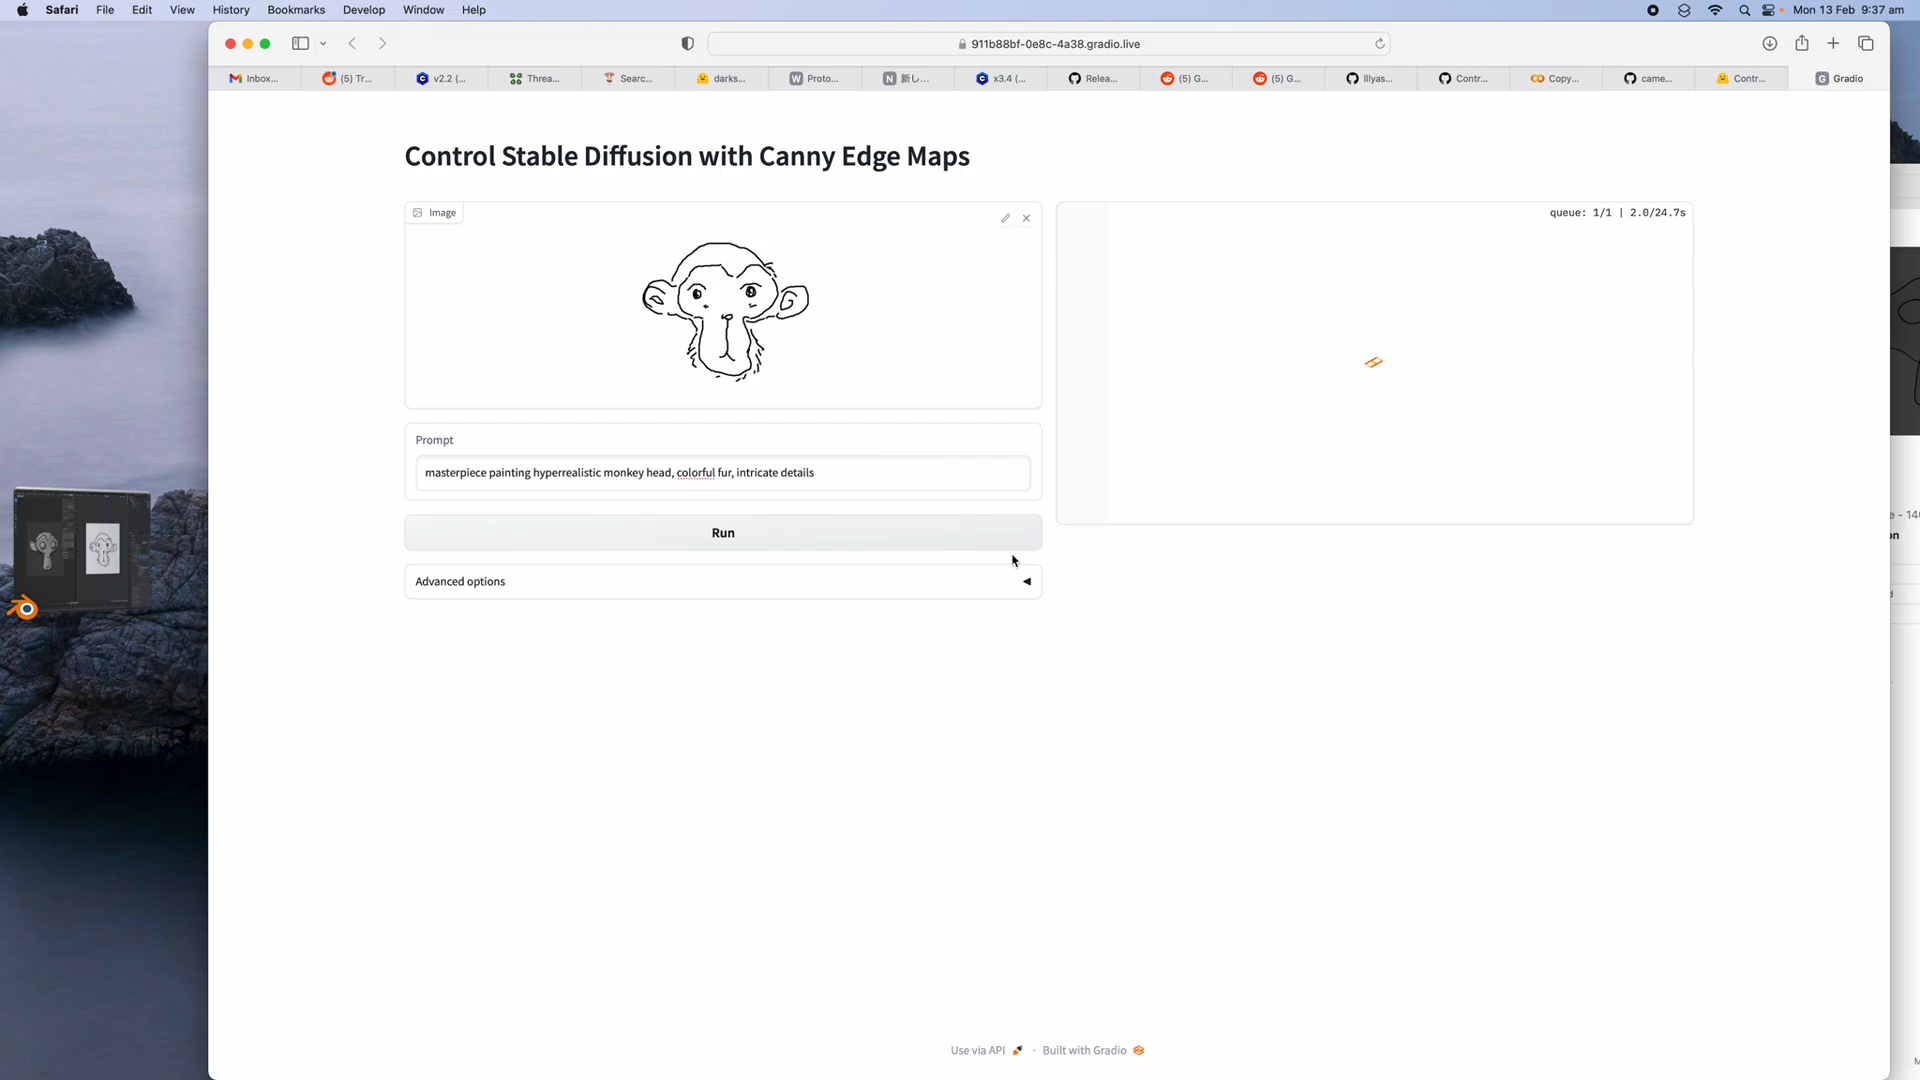 Safari File Edit View History Bookmarks Develop Window Help Mon 13 Feb 9:37 am
911b88bf-0e8c-4a38.gradio.live
Inbox... (5) Tr... v2.2 (... Threa... Searc... darks... Proto... 新し... x3.4 (... Relea... (5) G... (5) G... Illyas... Contr... Copy... came... Contr... Gradio
Control Stable Diffusion with Canny Edge Maps
Image
queue: 1/1 | 2.0/24.7s
Prompt
masterpiece painting hyperrealistic monkey head, colorful fur, intricate details
Run
Advanced options
Use via API · Built with Gradio